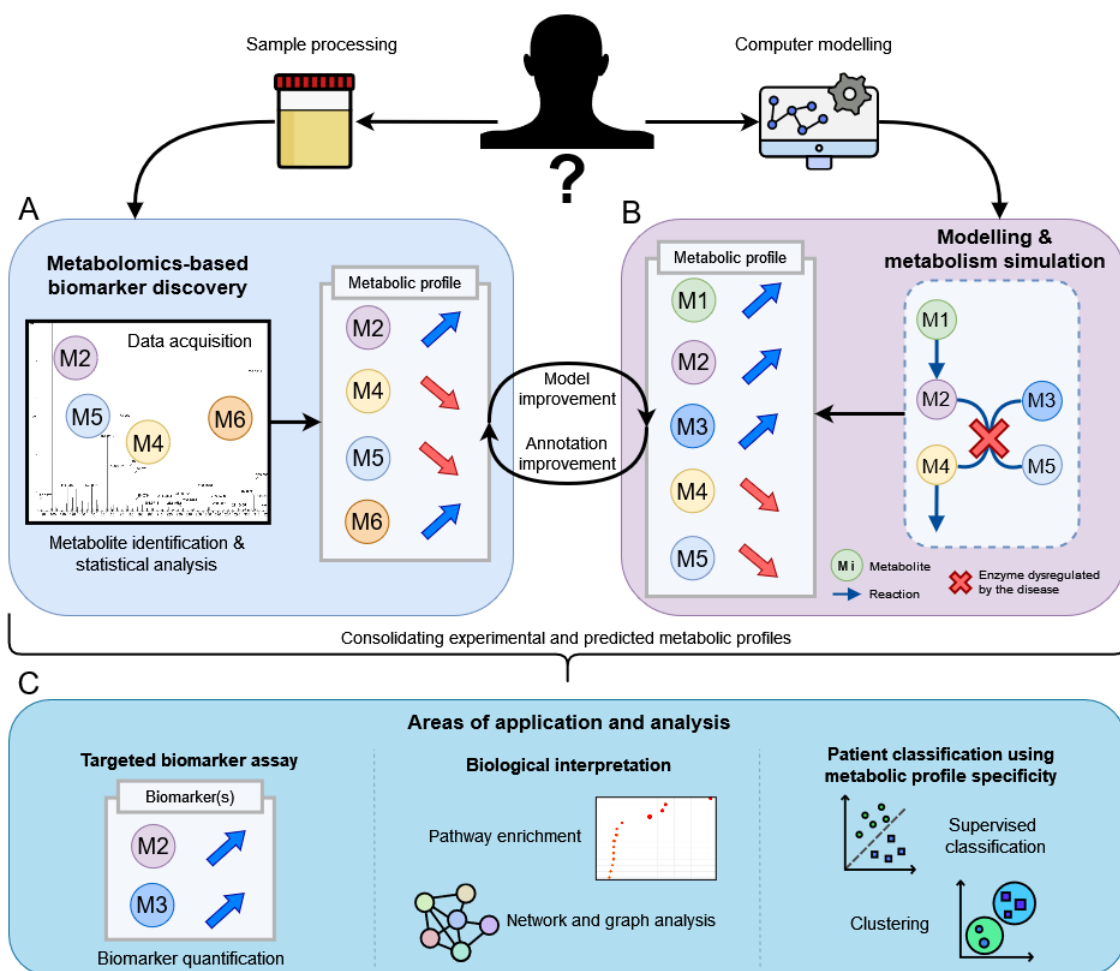 Sample processing
Computer modelling
?
A
B
Metabolomics-based
biomarker discovery
Data acquisition
M2
M5
M4
M6
Metabolite identification &
statistical analysis
Metabolic profile
M2
M4
M5
M6
Model
improvement
Annotation
improvement
Metabolic profile
M1
M2
M3
M4
M5
Modelling &
metabolism simulation
M1
M2
M3
M4
M5
Mi
Metabolite
Reaction
Enzyme dysregulated
by the disease
Consolidating experimental and predicted metabolic profiles
C
Areas of application and analysis
Targeted biomarker assay
Biomarker(s)
M2
M3
Biomarker quantification
Biological interpretation
Pathway enrichment
Network and graph analysis
Patient classification using
metabolic profile specificity
Supervised
classification
Clustering